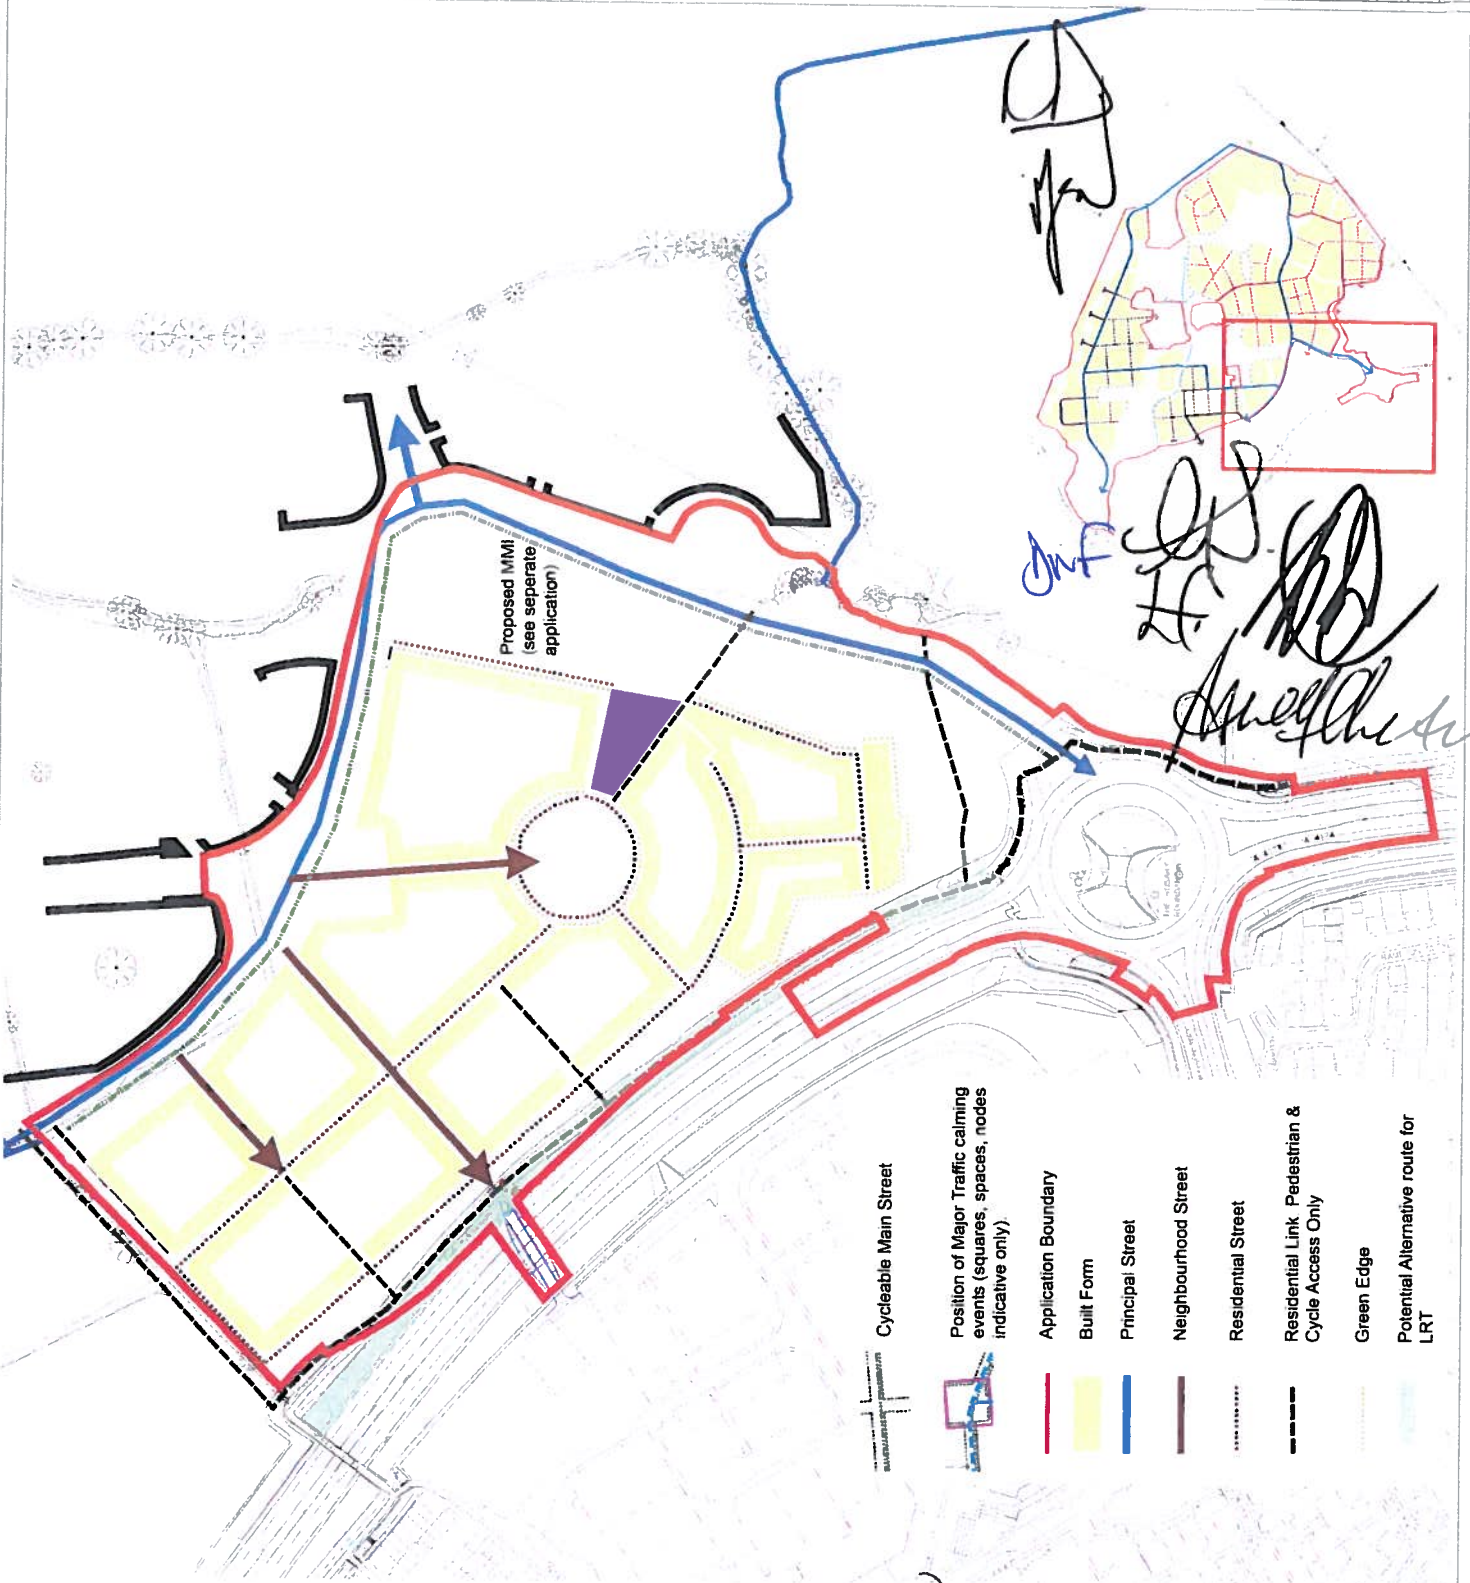 Proposed MMI
(see seperate
application)
Cycleable Main Street
Position of Major Traffic calming
events (squares, spaces, nodes
indicative only).
Application Boundary
Built Form
Principal Street
Neighbourhood Street
Residential Street
Residential Link Pedestrian &
Cycle Access Only
Green Edge
Potential Alternative route for
LRT
DWF